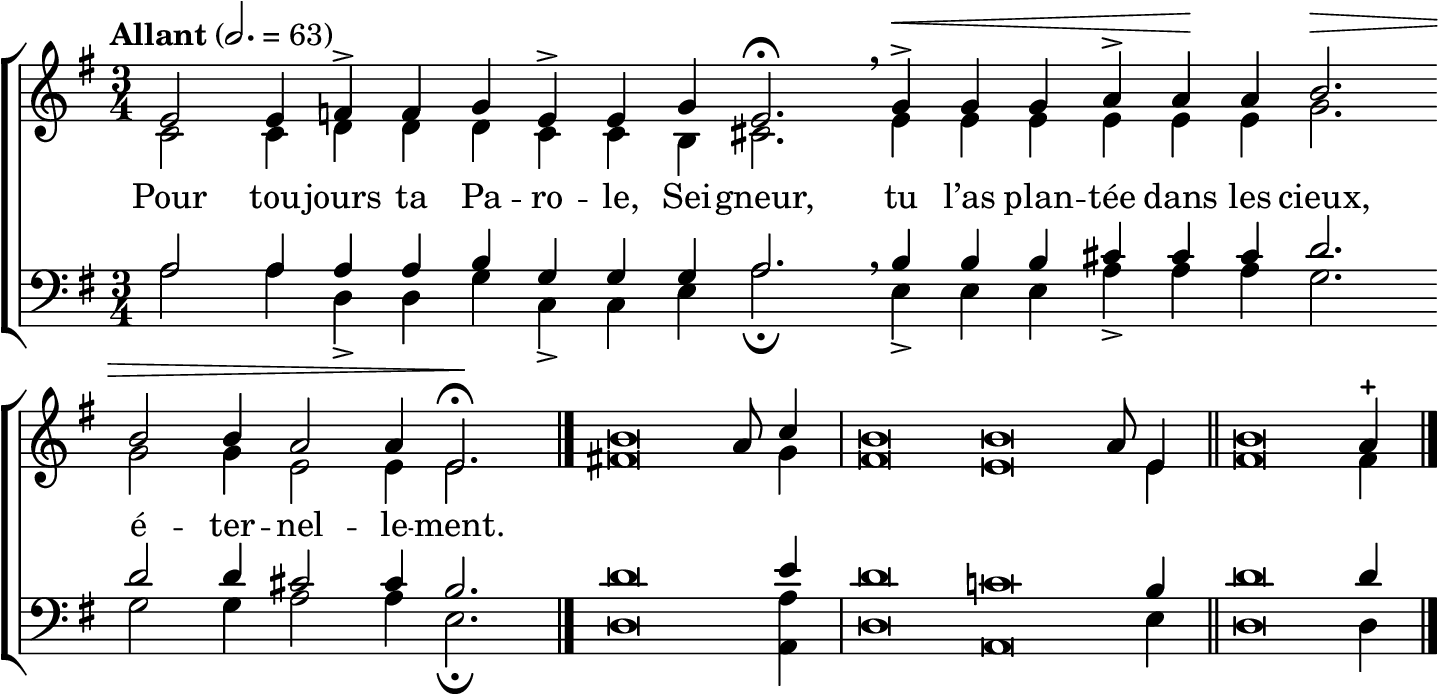 Allant (𝅗𝅥. = 63)
Pour toujours ta Pa - ro - le, Seigneur, tu l’as plan - tée dans les cieux,
é - ter - nel - le - ment.